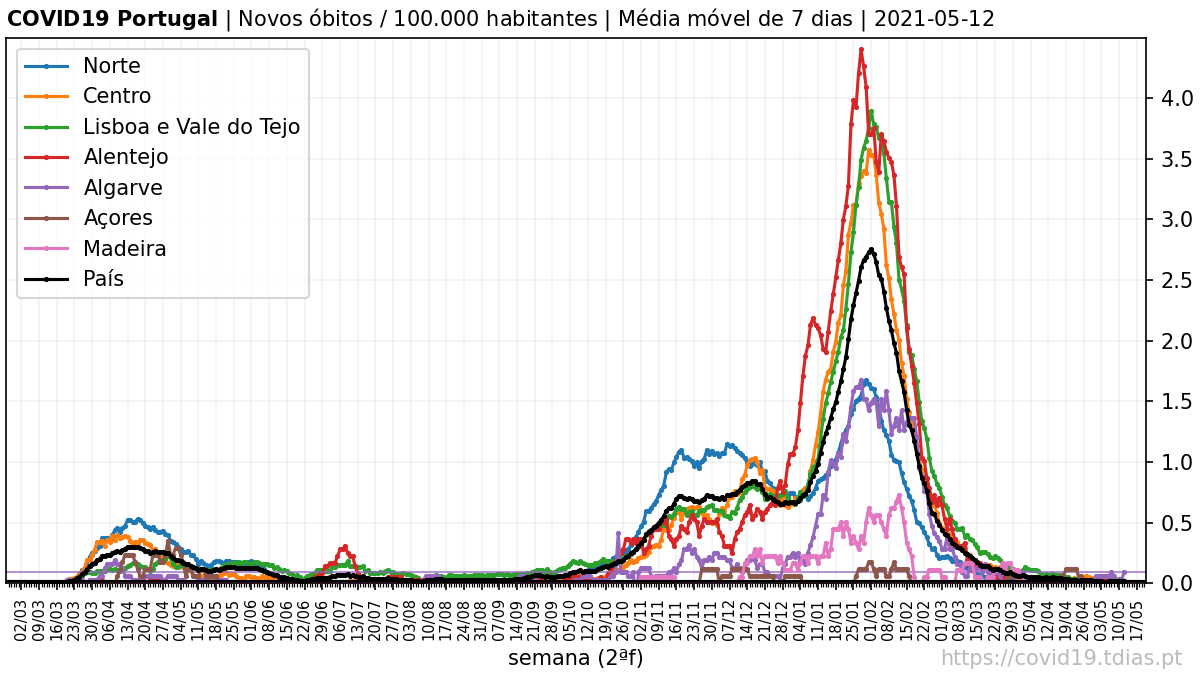 COVID19 Portugal | Novos óbitos / 100.000 habitantes | Média móvel de 7 dias | 2021-05-12
Norte
Centro
Lisboa e Vale do Tejo
Alentejo
Algarve
Açores
Madeira
País
4.0
3.5
3.0
2.5
2.0
1.5
1.0
0.5
0.0
02/03 09/03 16/03 23/03 30/03 06/04 13/04 20/04 27/04 04/05 11/05 18/05 25/05 01/06 08/06 15/06 22/06 29/06 06/07 13/07 20/07 27/07 03/08 10/08 17/08 24/08 31/08 07/09 14/09 21/09 28/09 05/10 12/10 19/10 26/10 02/11 09/11 16/11 23/11 30/11 07/12 14/12 21/12 28/12 04/01 11/01 18/01 25/01 01/02 08/02 15/02 22/02 01/03 08/03 15/03 22/03 29/03 05/04 12/04 19/04 26/04 03/05 10/05 17/05
semana (2ªf)
https://covid19.tdias.pt